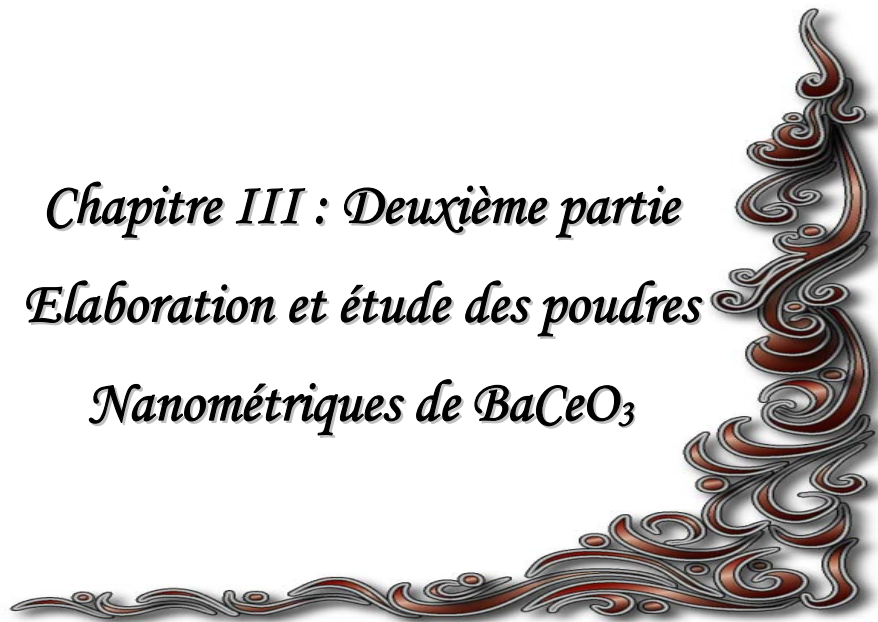 Chapitre III : Deuxième partie
Elaboration et étude des poudres
Nanométriques de BaCeO₃